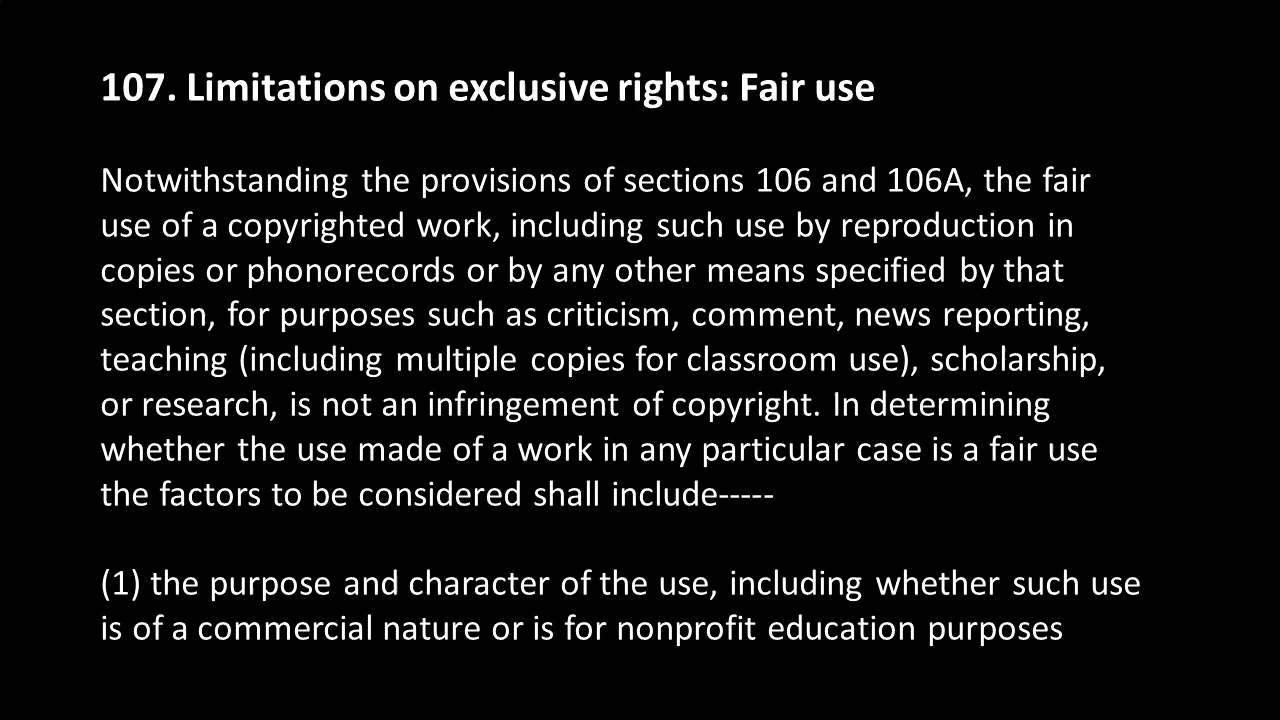 107. Limitations on exclusive rights: Fair use
Notwithstanding the provisions of sections 106 and 106A, the fair
use of a copyrighted work, including such use by reproduction in
copies or phonorecords or by any other means specified by that
section, for purposes such as criticism, comment, news reporting,
teaching (including multiple copies for classroom use), scholarship,
or research, is not an infringement of copyright. In determining
whether the use made of a work in any particular case is a fair use
the factors to be considered shall include-----
(1) the purpose and character of the use, including whether such use
is of a commercial nature or is for nonprofit education purposes